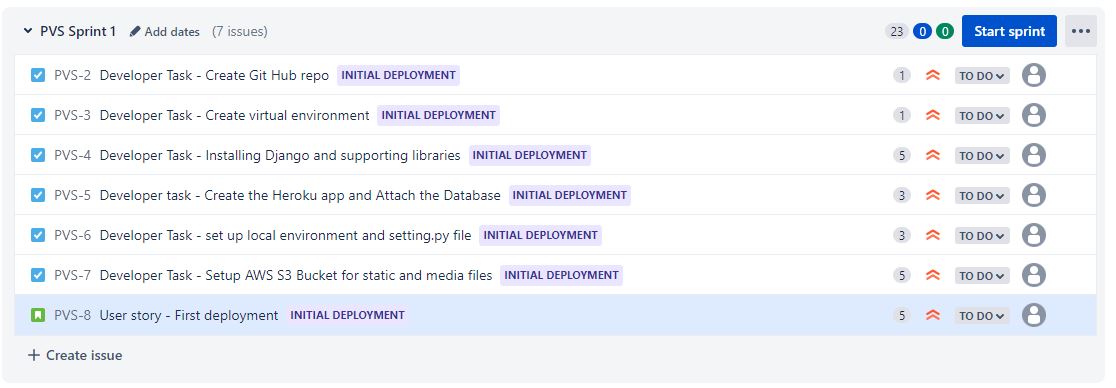 PVS Sprint 1 Add dates (7 issues) 23 0 0 Start sprint
PVS-2 Developer Task - Create Git Hub repo INITIAL DEPLOYMENT 1 TO DO
PVS-3 Developer Task - Create virtual environment INITIAL DEPLOYMENT 1 TO DO
PVS-4 Developer Task - Installing Django and supporting libraries INITIAL DEPLOYMENT 5 TO DO
PVS-5 Developer task - Create the Heroku app and Attach the Database INITIAL DEPLOYMENT 3 TO DO
PVS-6 Developer Task - set up local environment and setting.py file INITIAL DEPLOYMENT 3 TO DO
PVS-7 Developer Task - Setup AWS S3 Bucket for static and media files INITIAL DEPLOYMENT 5 TO DO
PVS-8 User story - First deployment INITIAL DEPLOYMENT 5 TO DO
+ Create issue